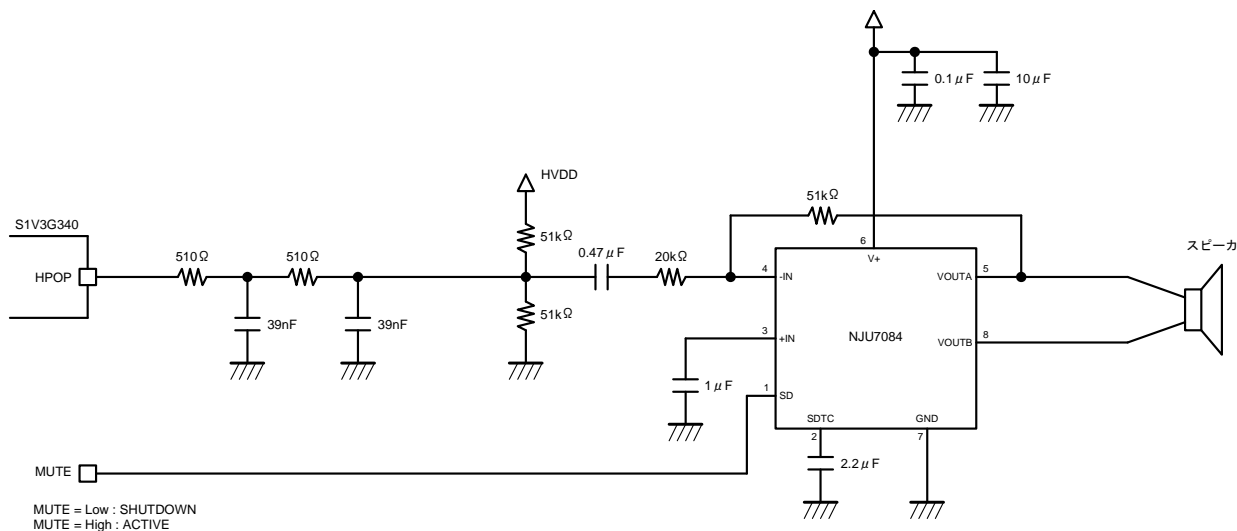 0.1μF
10μF
HVDD
S1V3G340
51kΩ
51kΩ
スピーカ
510Ω
510Ω
0.47μF
20kΩ
6
V+
HPOP
4
-IN
VOUTA
5
51kΩ
39nF
39nF
3
+IN
NJU7084
VOUTB
8
1μF
1
SD
SDTC
GND
2
7
2.2μF
MUTE
MUTE = Low : SHUTDOWN
MUTE = High : ACTIVE